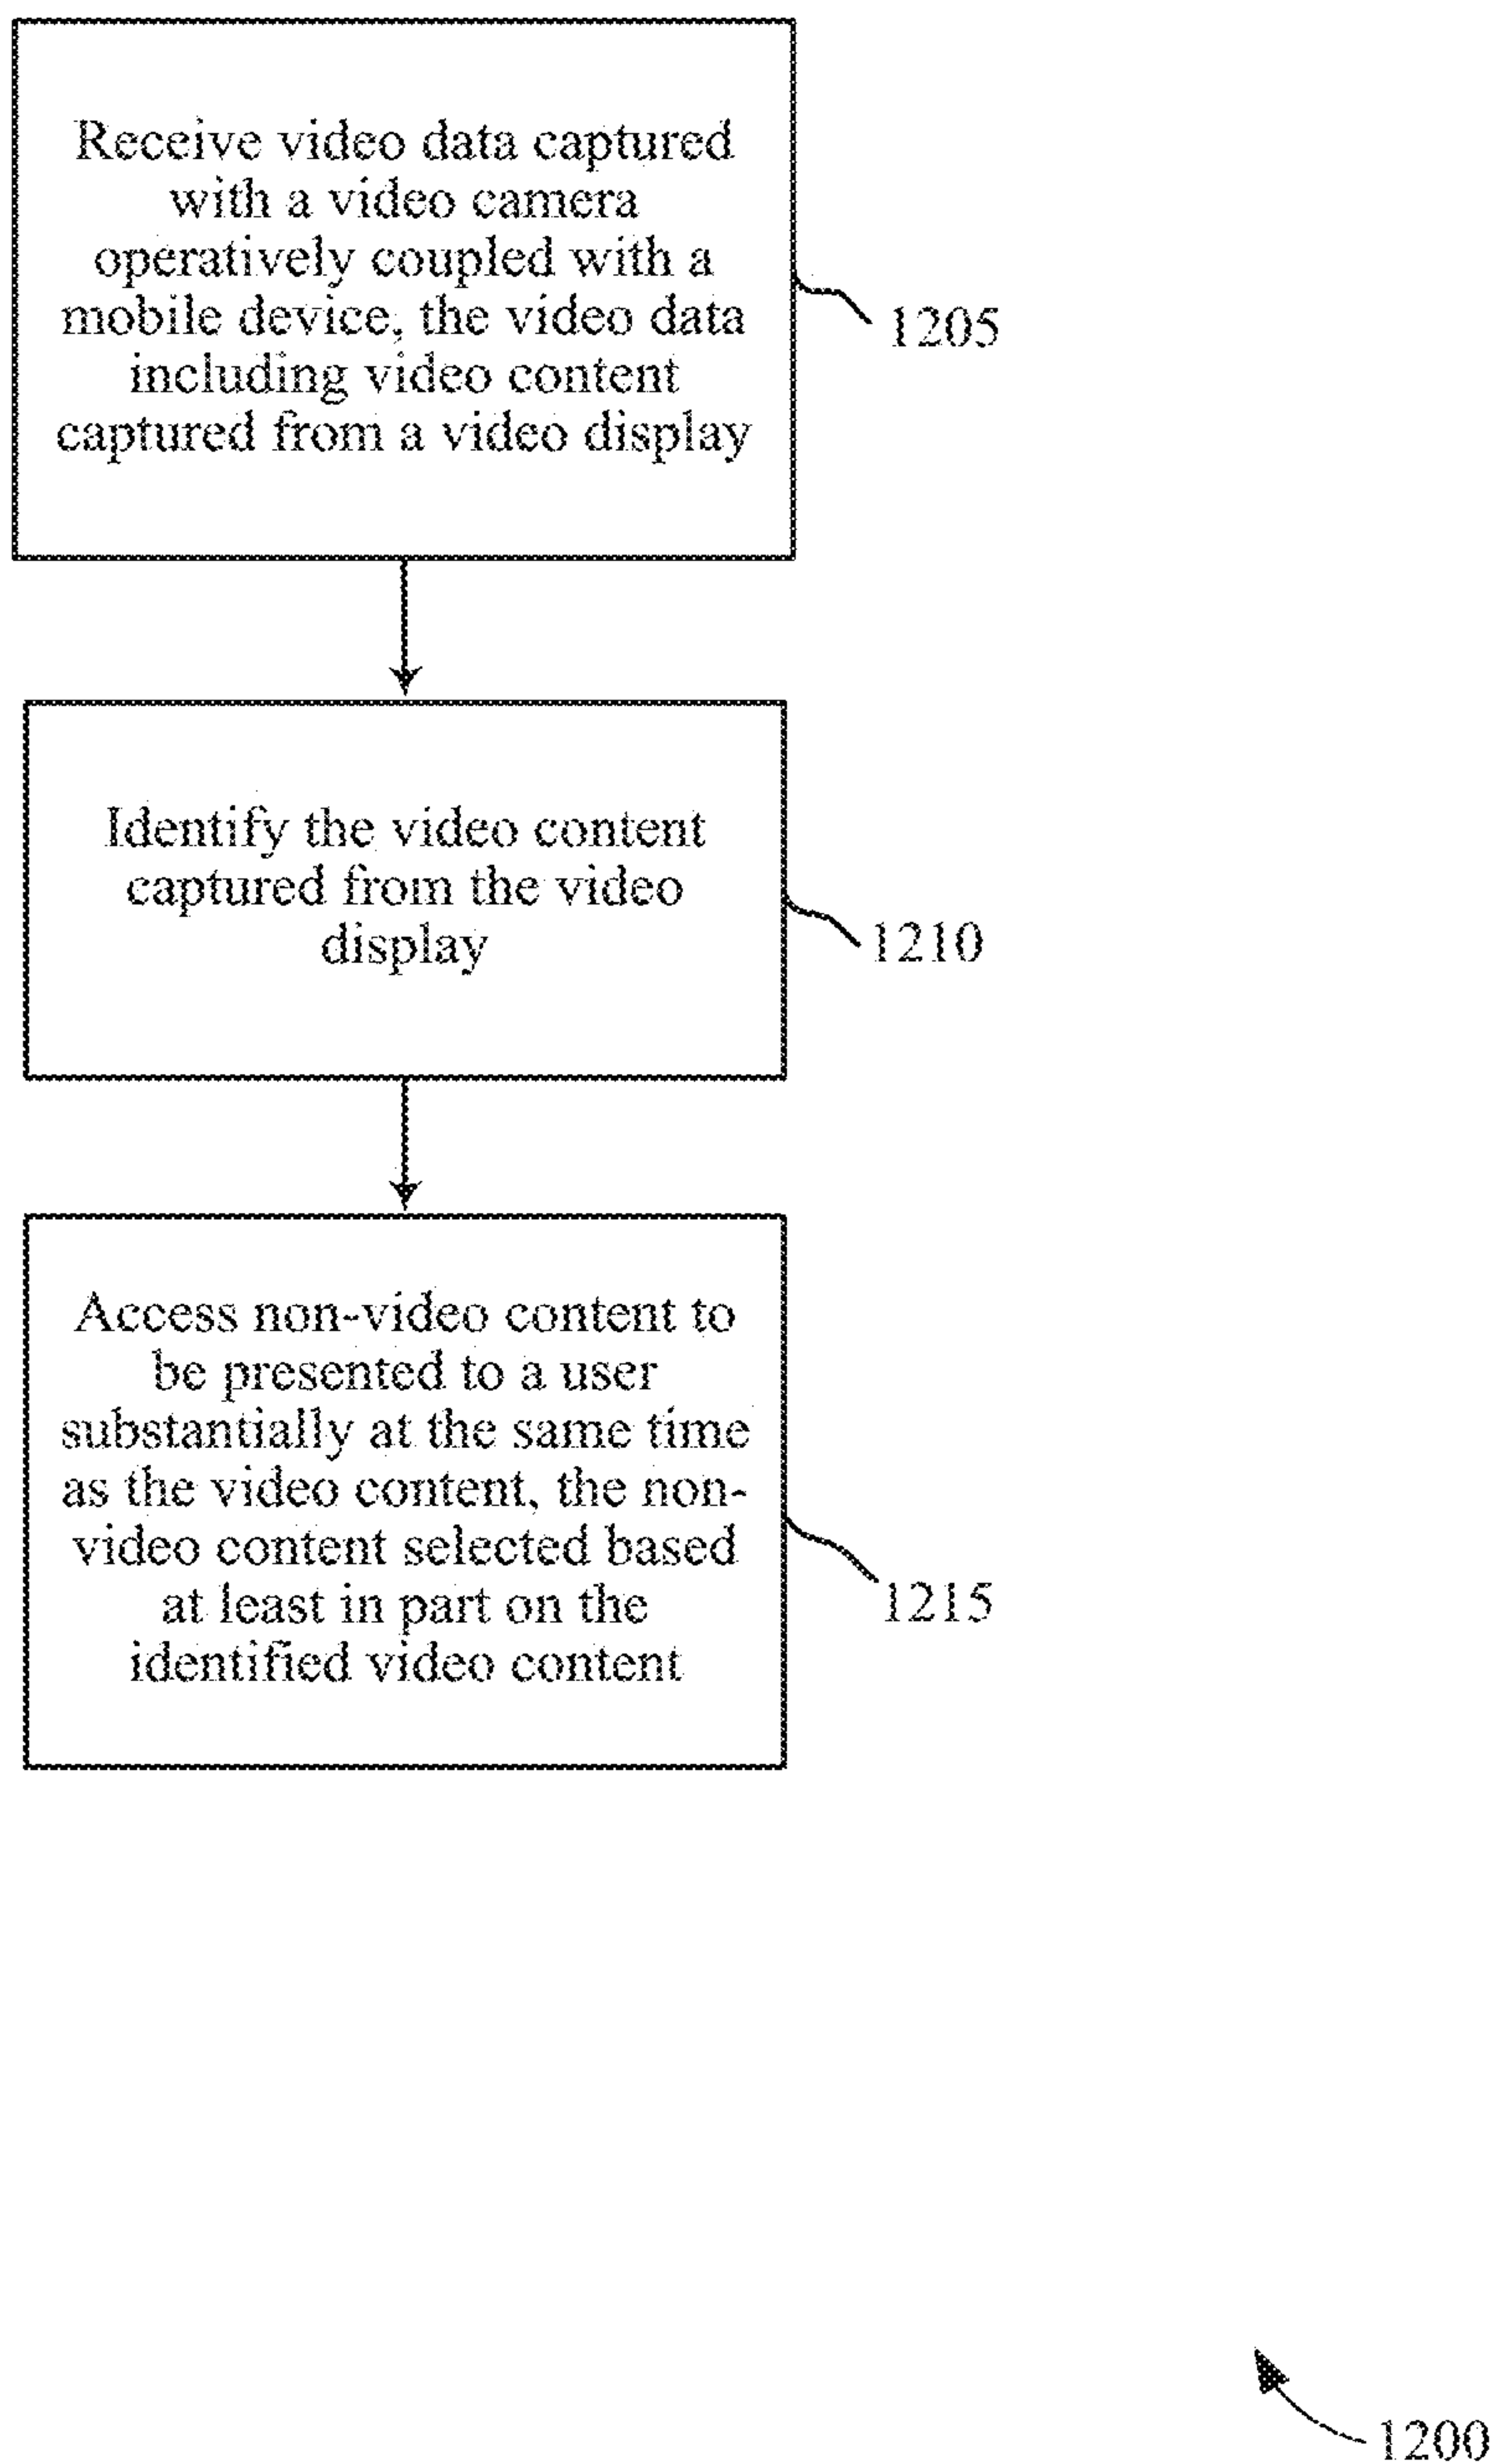 Receive video data captured
with a video camera
operatively coupled with a
mobile device, the video data
including video content
captured from a video display
1205
Identify the video content
captured from the video
display
1210
Access non-video content to
be presented to a user
substantially at the same time
as the video content, the non-
video content selected based
at least in part on the
identified video content
1215
1200